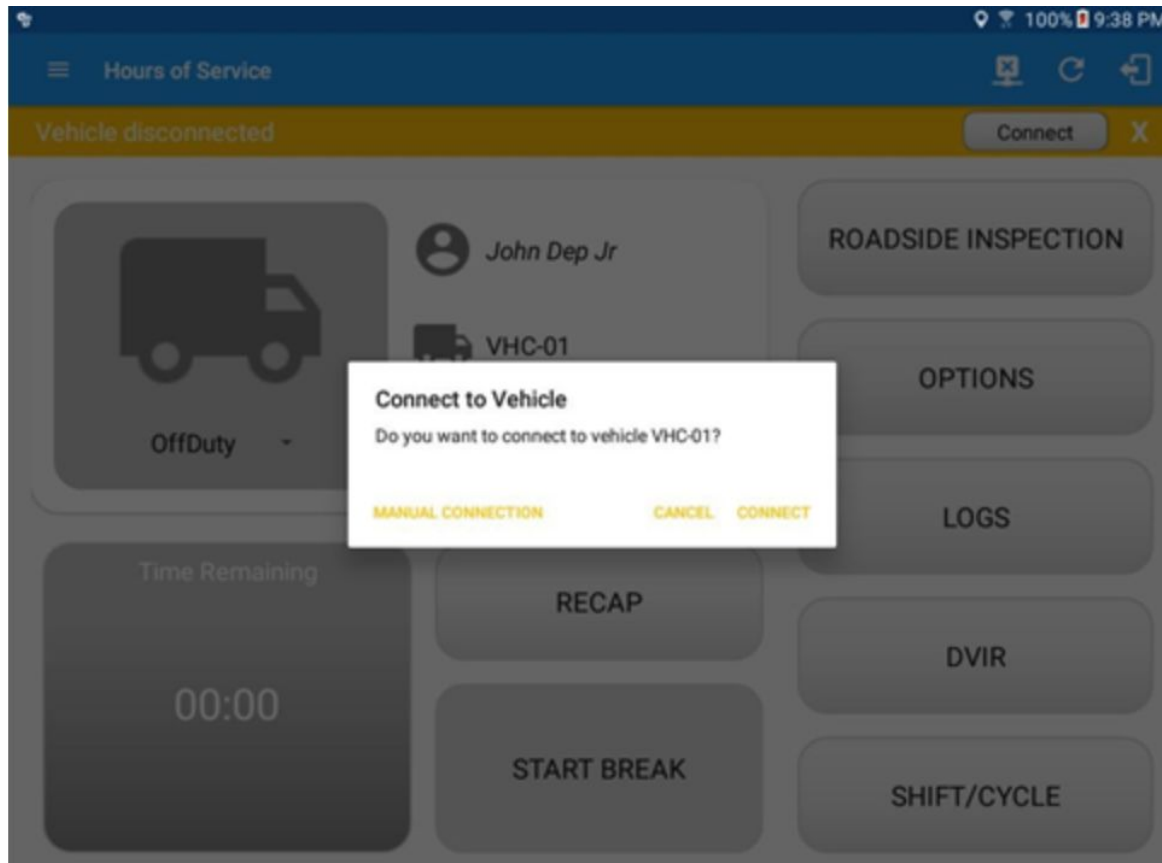 100% 9:38 PM
Hours of Service
Vehicle disconnected
Connect
X
John Dep Jr
VHC-01
OffDuty
Connect to Vehicle
Do you want to connect to vehicle VHC-01?
MANUAL CONNECTION
CANCEL
CONNECT
Time Remaining
00:00
RECAP
START BREAK
ROADSIDE INSPECTION
OPTIONS
LOGS
DVIR
SHIFT/CYCLE